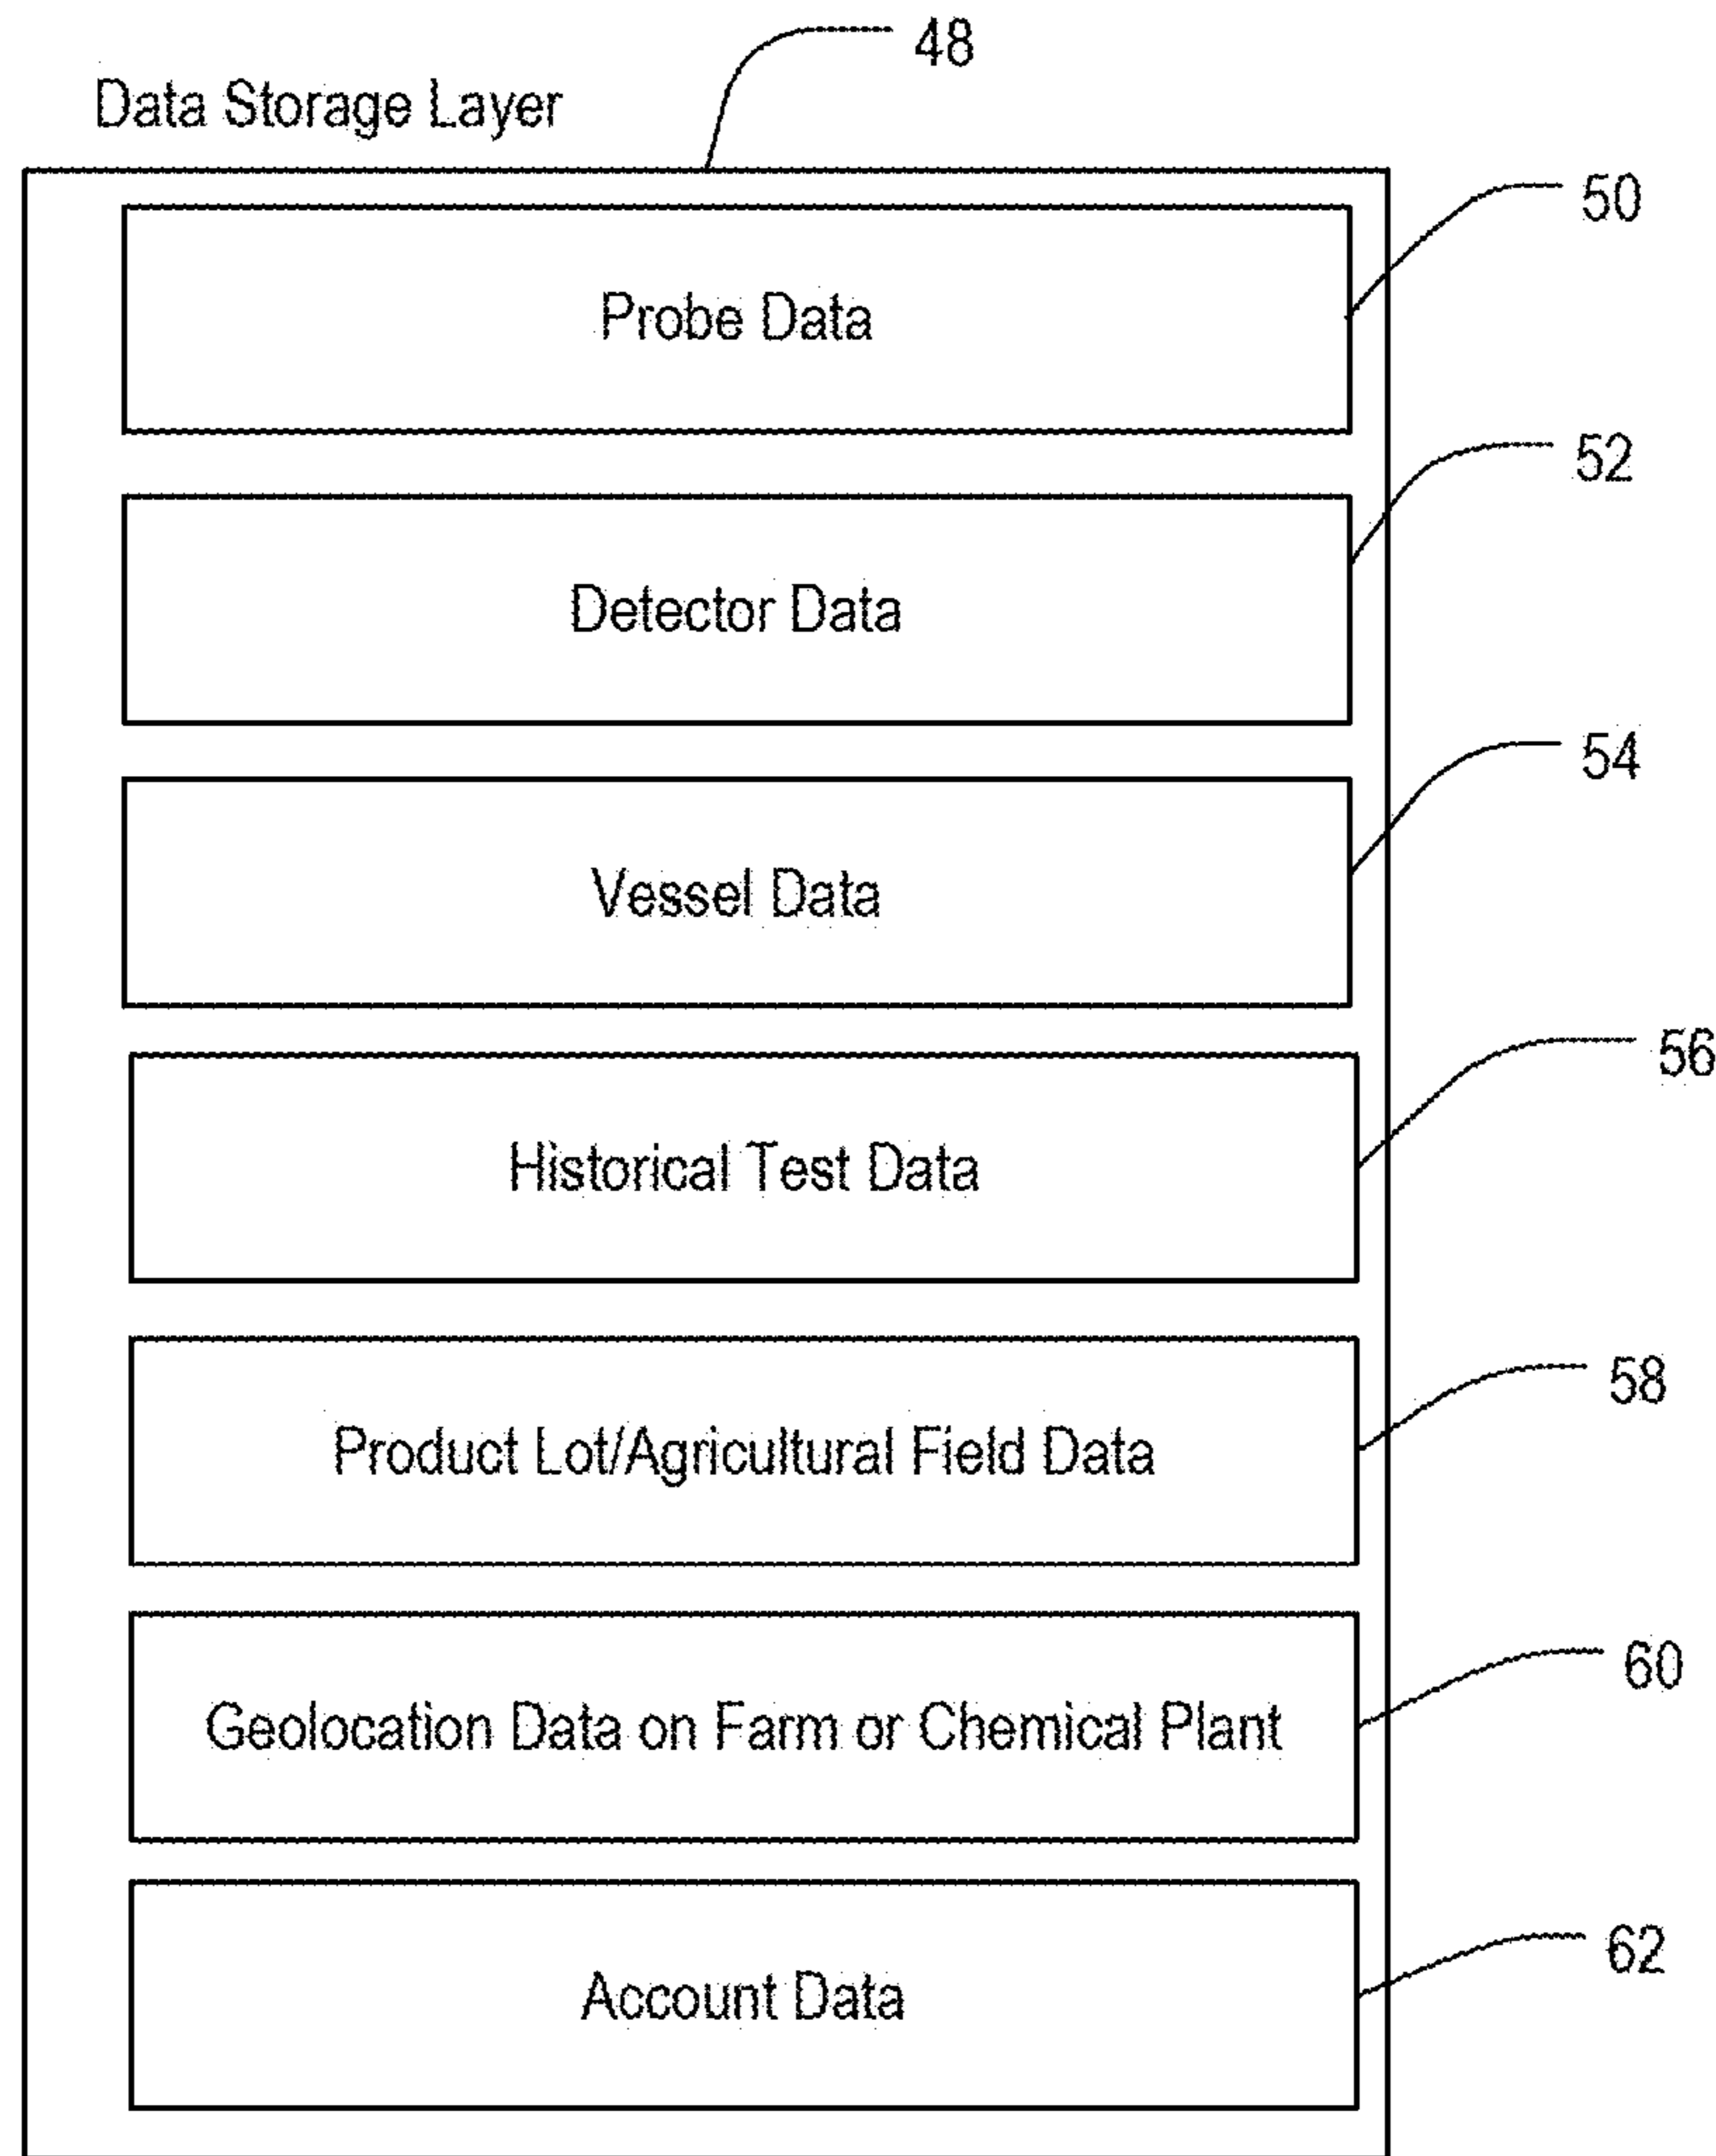 48
Data Storage Layer
50
Probe Data
52
Detector Data
54
Vessel Data
56
Historical Test Data
58
Product Lot/Agricultural Field Data
60
Geolocation Data on Farm or Chemical Plant
62
Account Data